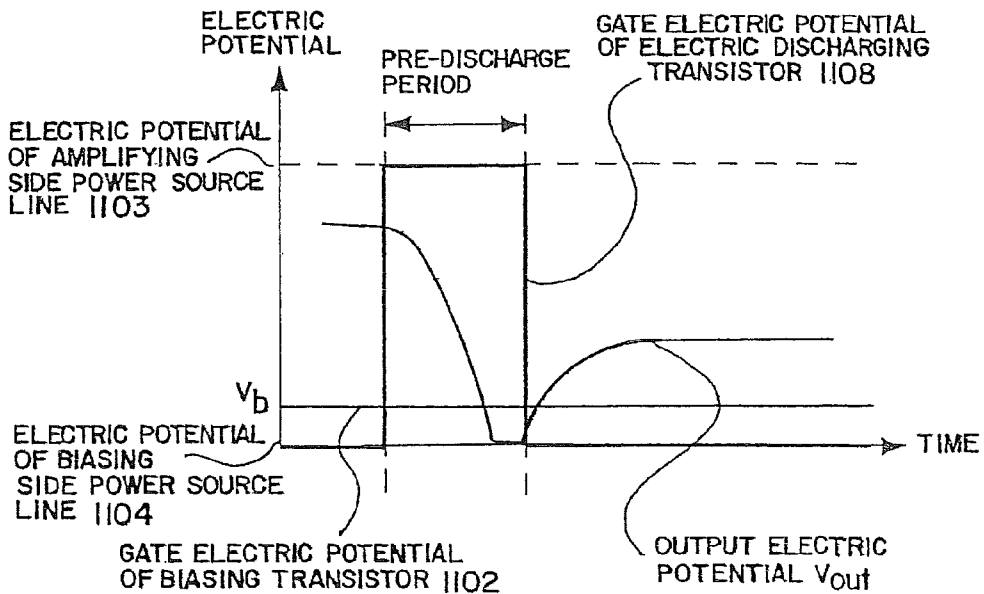 ELECTRIC
POTENTIAL
PRE-DISCHARGE
PERIOD
GATE ELECTRIC POTENTIAL
OF ELECTRIC DISCHARGING
TRANSISTOR 1108
ELECTRIC POTENTIAL
OF AMPLIFYING
SIDE POWER SOURCE
LINE 1103
Vb
ELECTRIC POTENTIAL
OF BIASING
SIDE POWER SOURCE
LINE 1104
TIME
GATE ELECTRIC POTENTIAL
OF BIASING TRANSISTOR 1102
OUTPUT ELECTRIC
POTENTIAL Vout